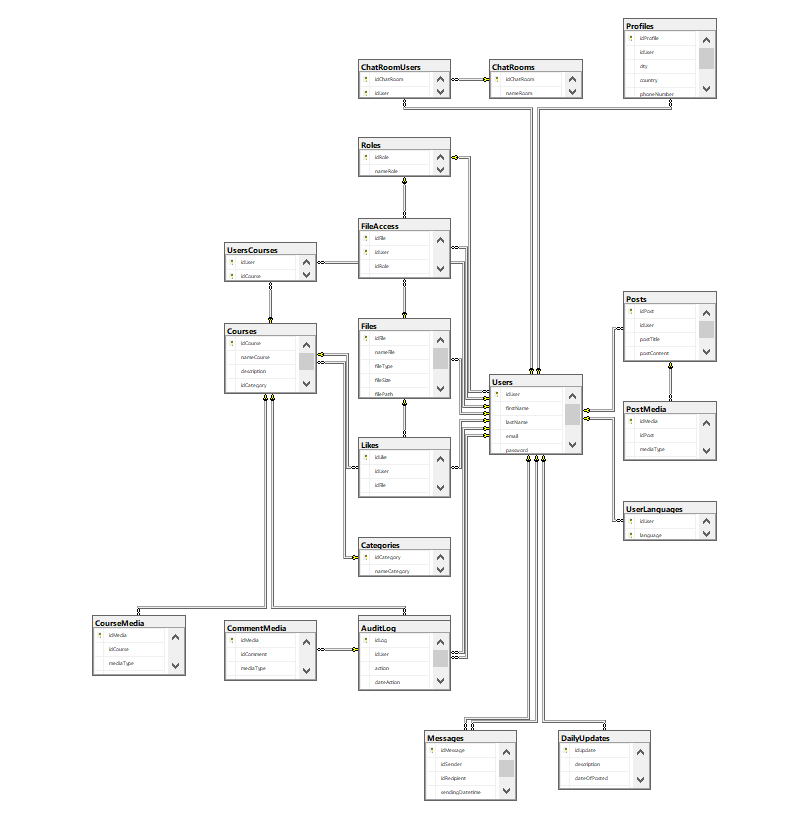 Profiles
idProfile
idUser
city
country
phoneNumber
ChatRoomUsers
idChatRoom
idUser
ChatRooms
idChatRoom
nameRoom
Roles
idRole
nameRole
FileAccess
idFile
idUser
idRole
UsersCourses
idUser
idCourse
Courses
idCourse
nameCourse
description
idCategory
Files
idFile
nameFile
fileType
fileSize
filePath
Posts
idPost
idUser
postTitle
postContent
Users
idUser
firstName
lastName
email
password
PostMedia
idMedia
idPost
mediaType
Likes
idLike
idUser
idFile
UserLanguages
idUser
language
Categories
idCategory
nameCategory
CourseMedia
idMedia
idCourse
mediaType
CommentMedia
idMedia
idComment
mediaType
AuditLog
idLog
idUser
action
dateAction
Messages
idMessage
idSender
idRecipient
sendingDatetime
DailyUpdates
idUpdate
description
dateOfPosted